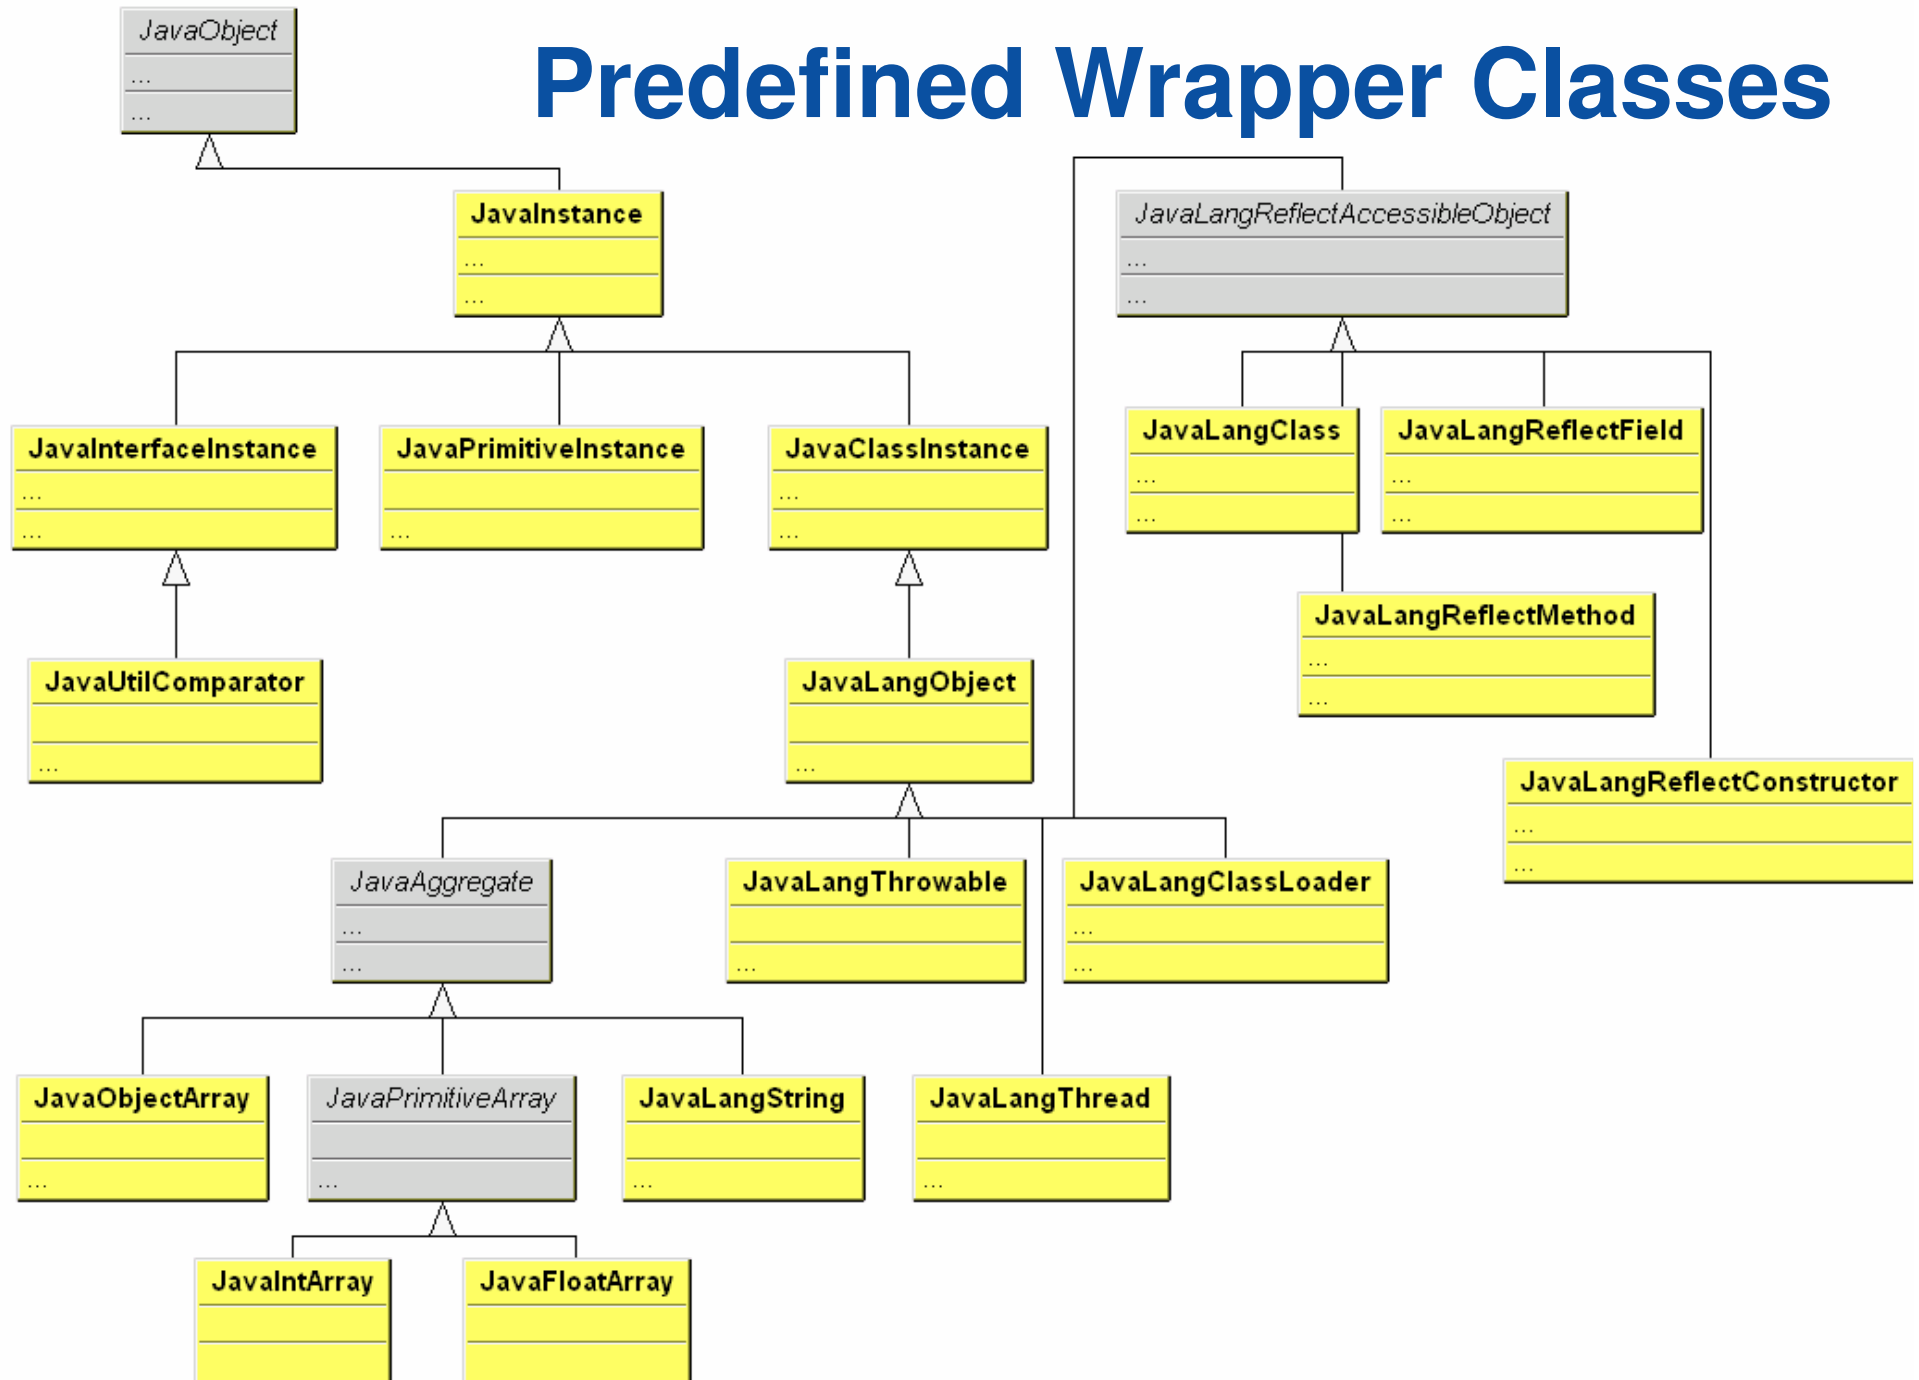 JavaObject
...
...
Predefined Wrapper Classes
JavaInstance
...
...
JavaLangReflectAccessibleObject
...
...
JavaInterfaceInstance
...
...
JavaPrimitiveInstance
...
JavaClassInstance
...
...
JavaLangClass
...
...
JavaLangReflectField
...
...
JavaLangReflectMethod
...
...
JavaUtilComparator
...
JavaLangObject
...
JavaLangReflectConstructor
...
...
JavaAggregate
...
...
JavaLangThrowable
...
JavaLangClassLoader
...
...
JavaObjectArray
...
JavaPrimitiveArray
...
JavaLangString
...
JavaLangThread
...
JavaIntArray
JavaFloatArray